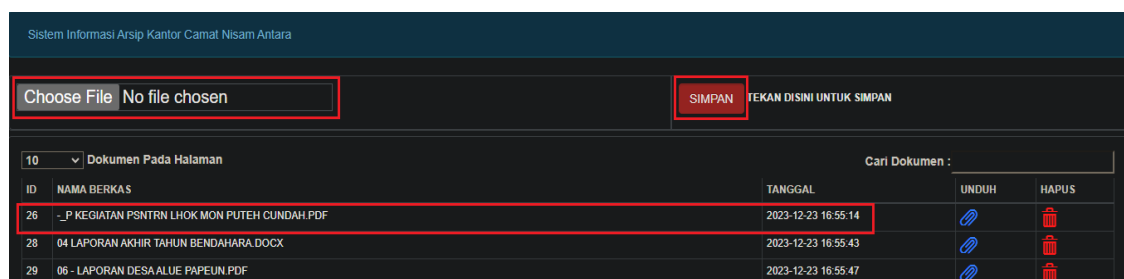 Sistem Informasi Arsip Kantor Camat Nisam Antara
Choose File No file chosen
SIMPAN TEKAN DISINI UNTUK SIMPAN
10 Dokumen Pada Halaman Cari Dokumen :
ID NAMA BERKAS TANGGAL UNDUH HAPUS
26 -_P KEGIATAN PSNTRN LHOK MON PUTEH CUNDAH.PDF 2023-12-23 16:55:14
28 04 LAPORAN AKHIR TAHUN BENDAHARA.DOCX 2023-12-23 16:55:43
29 06 - LAPORAN DESA ALUE PAPEUN.PDF 2023-12-23 16:55:47